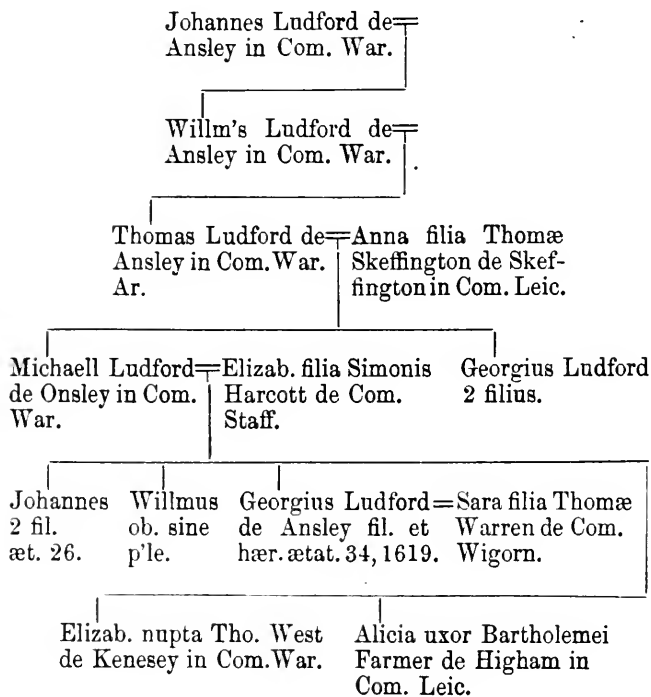 Johannes Ludford de
Ansley in Com. War.
Willm's Ludford de
Ansley in Com. War.
Thomas Ludford de
Ansley in Com. War.
Ar.
Anna filia Thomæ
Skeffington de Skef-
fington in Com. Leic.
Michaell Ludford
de Onsley in Com.
War.
Elizab. filia Simonis
Harcott de Com.
Staff.
Georgius Ludford
2 filius.
Johannes
2 fil.
æt. 26.
Willmus
ob. sine
p'le.
Georgius Ludford
de Ansley fil. et
hær. ætat. 34, 1619.
Sara filia Thomæ
Warren de Com.
Wigorn.
Elizab. nupta Tho. West
de Kenesey in Com. War.
Alicia uxor Bartholemei
Farmer de Higham in
Com. Leic.